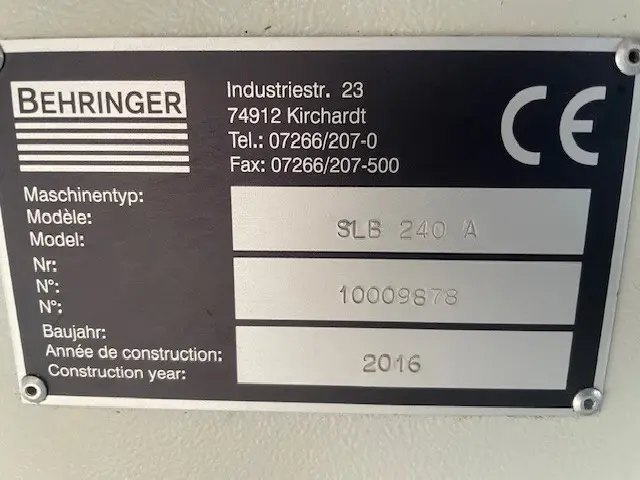 BEHRINGER
Industriestr. 23
74912 Kirchardt
Tel.: 07266/207-0
Fax: 07266/207-500
CE
Maschinentyp:
Modèle:
Model:
SLB 240 A
Nr:
N°:
N°:
10009878
Baujahr:
Année de construction:
Construction year:
2016